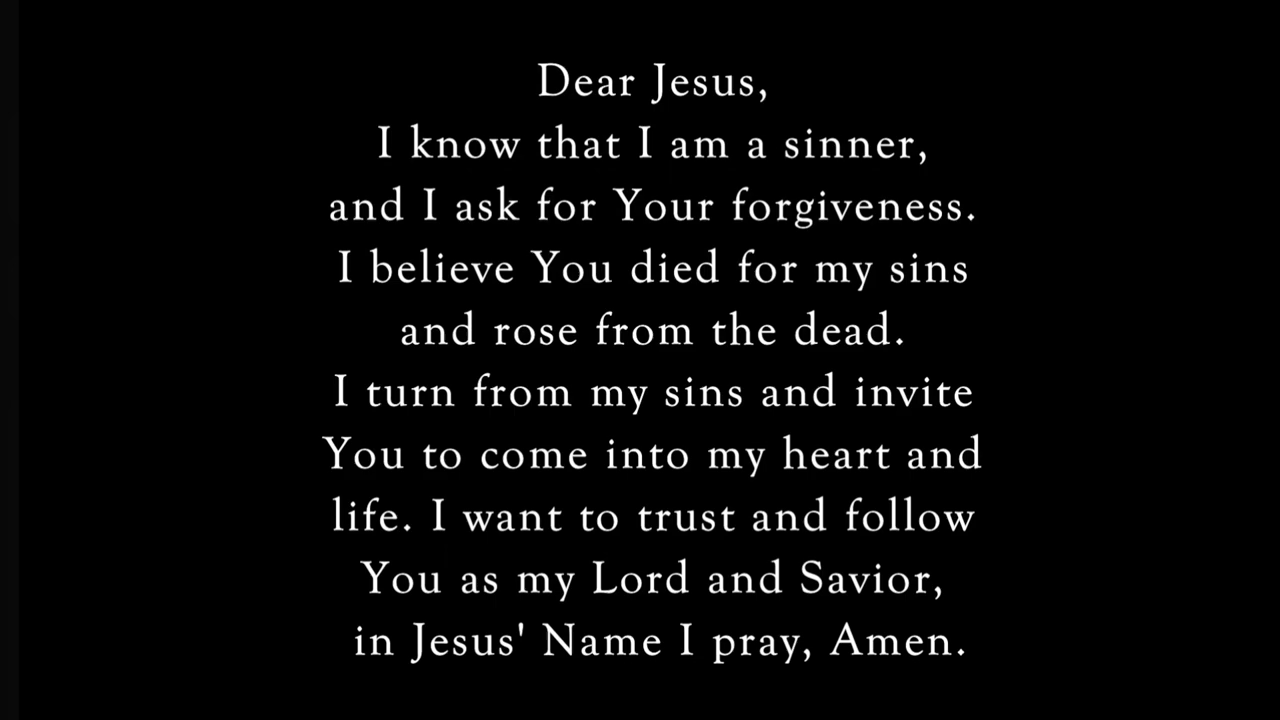 Dear Jesus,
I know that I am a sinner,
and I ask for Your forgiveness.
I believe You died for my sins
and rose from the dead.
I turn from my sins and invite
You to come into my heart and
life. I want to trust and follow
You as my Lord and Savior,
in Jesus' Name I pray, Amen.